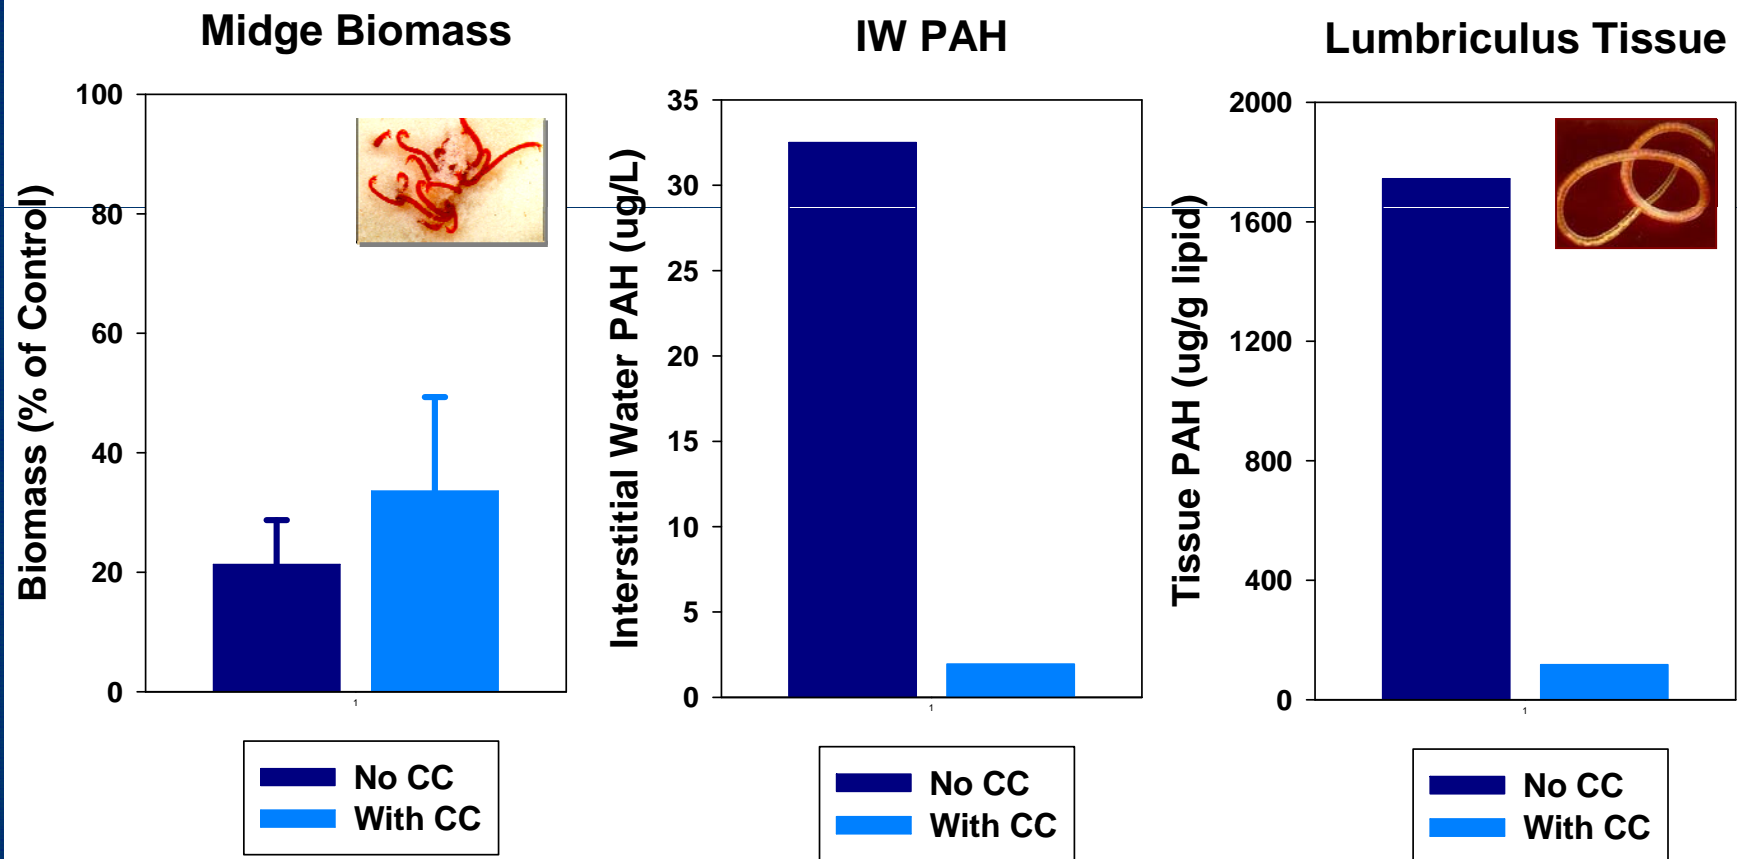 Midge Biomass
Biomass (% of Control)
100
80
60
40
20
0
1
No CC
With CC
IW PAH
Interstitial Water PAH (ug/L)
35
30
25
20
15
10
5
0
1
No CC
With CC
Lumbriculus Tissue
Tissue PAH (ug/g lipid)
2000
1600
1200
800
400
0
1
No CC
With CC